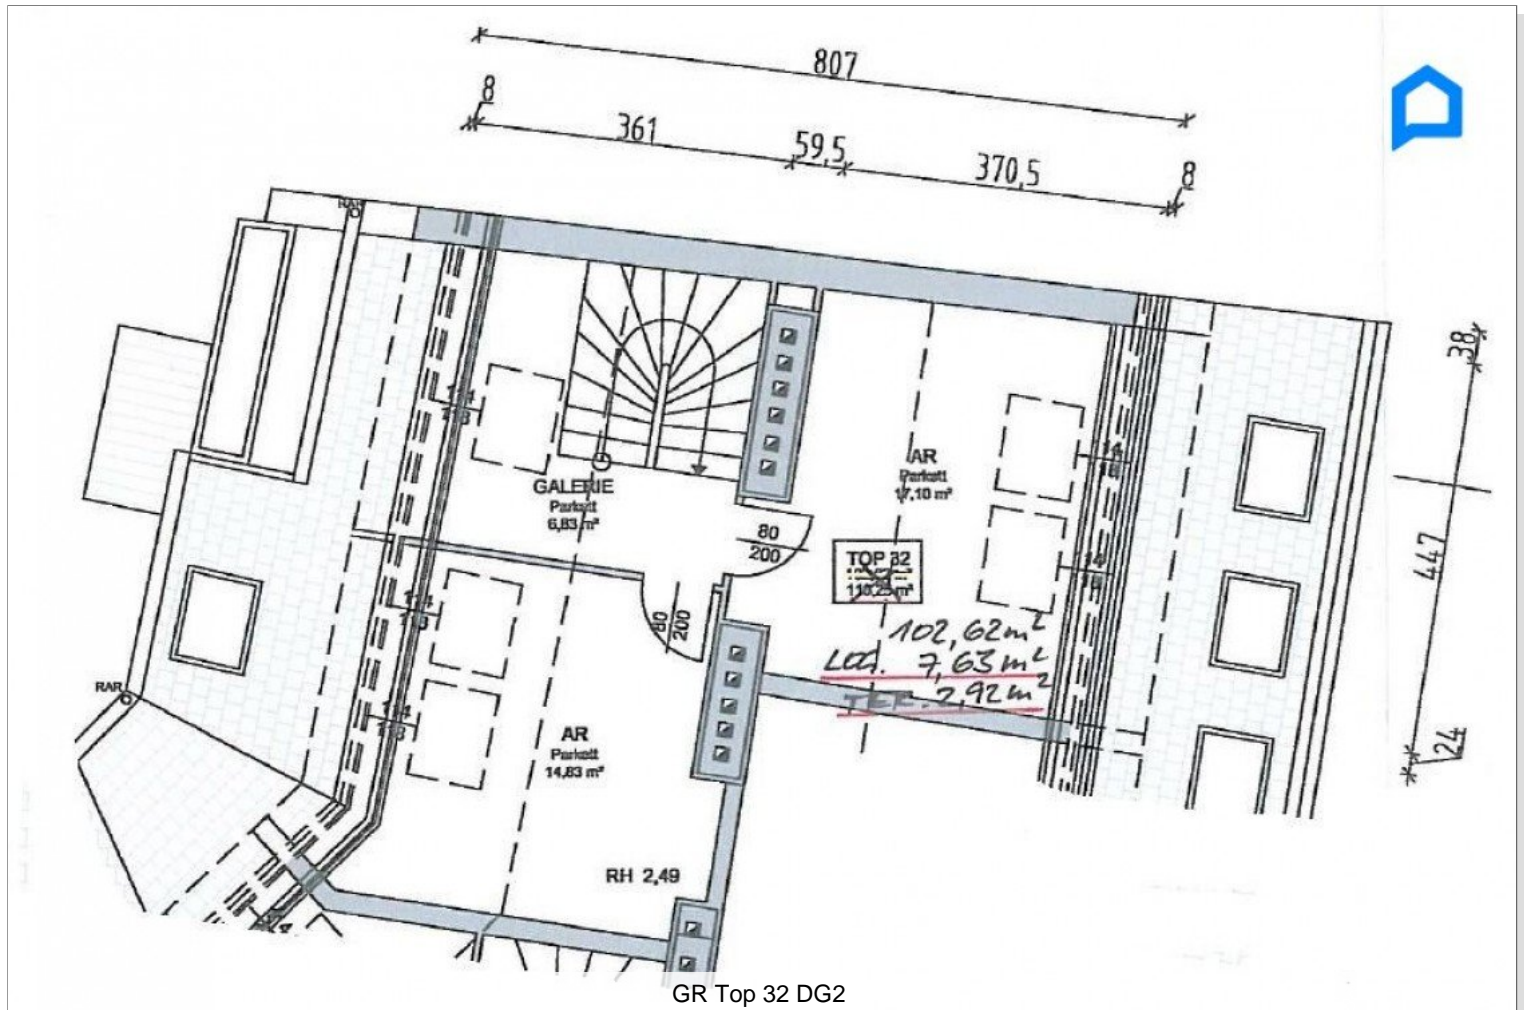 807
8
361
59,5
370,5
8
RAR
38
AR
Parkett
17,10 m²
GALERIE
Parkett
6,83 m²
80
200
447
TOP 32
110,25 m²
80
200
102,62 m²
LOG. 7,63 m²
TER. 2,92 m²
RAR
24
AR
Parkett
14,83 m²
RH 2,49
GR Top 32 DG2